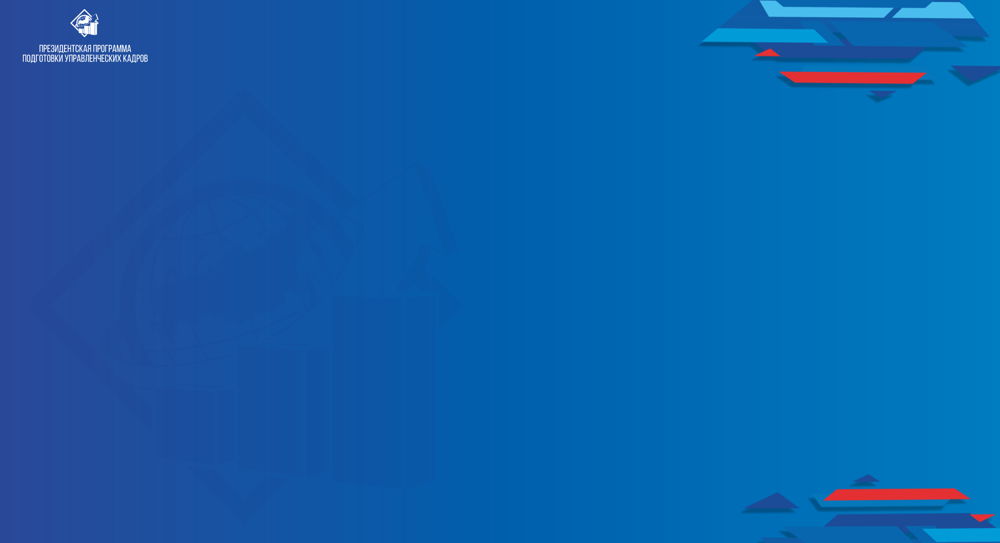 ПРЕЗИДЕНТСКАЯ ПРОГРАММА
ПОДГОТОВКИ УПРАВЛЕНЧЕСКИХ КАДРОВ